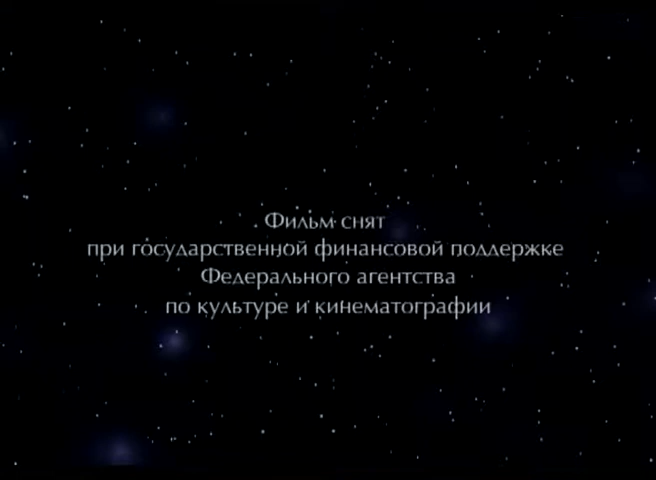 Фильм снят
при государственной финансовой поддержке
Федерального агентства
по культуре и кинематографии